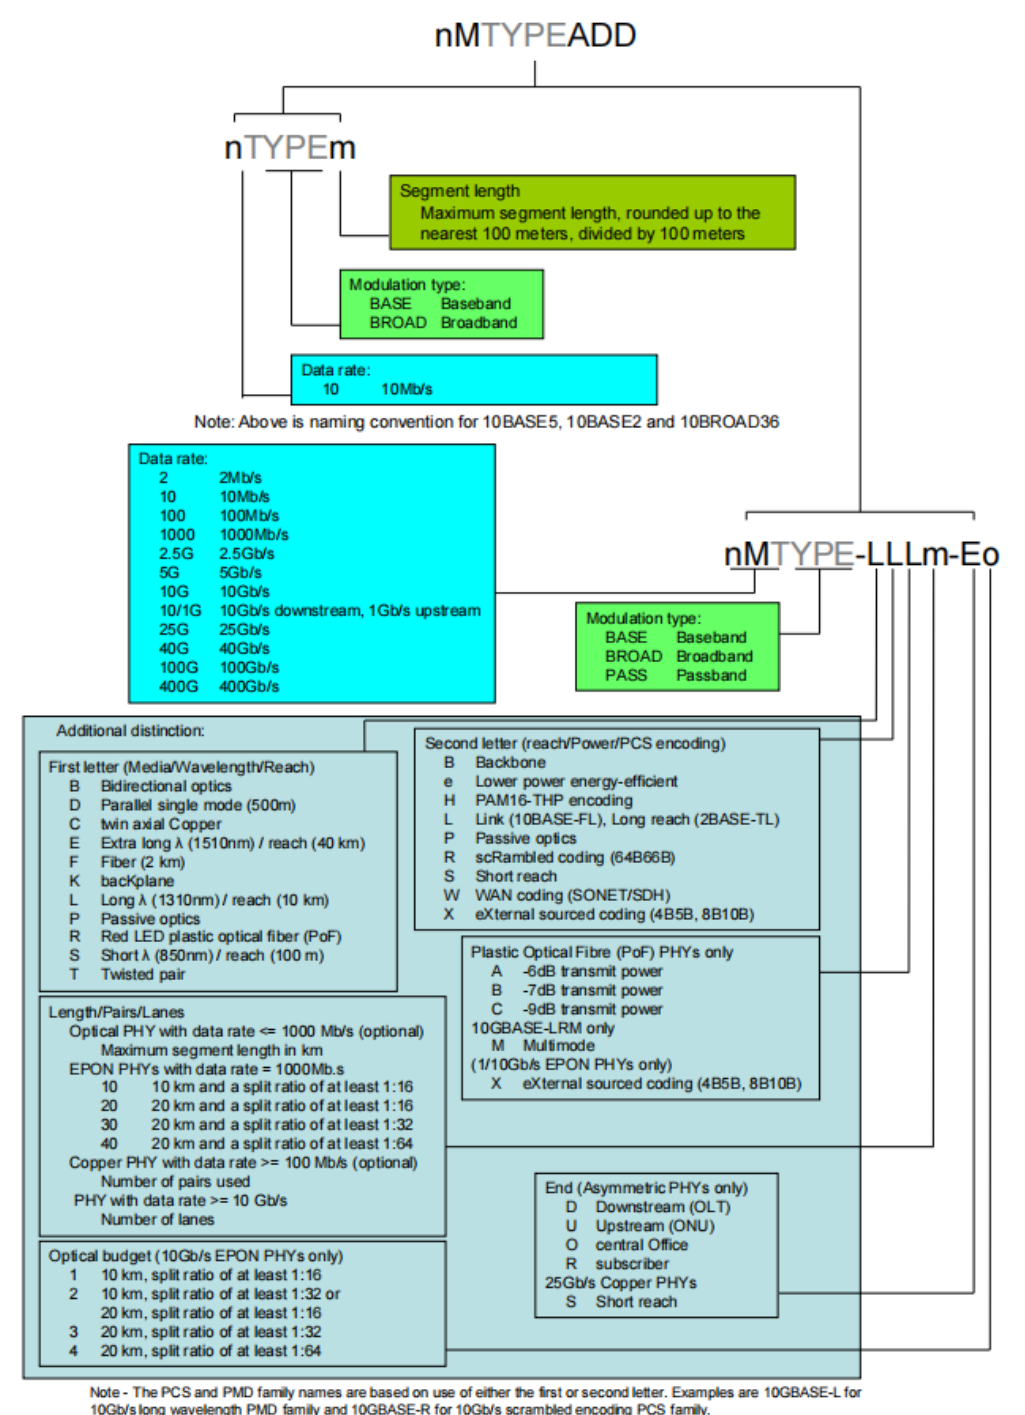 nMTYPEADD
nTYPEm
Segment length
Maximum segment length, rounded up to the
nearest 100 meters, divided by 100 meters
Modulation type:
BASE Baseband
BROAD Broadband
Data rate:
10 10Mb/s
Note: Above is naming convention for 10BASE5, 10BASE2 and 10BROAD36
Data rate:
2 2Mb/s
10 10Mb/s
100 100Mb/s
1000 1000Mb/s
2.5G 2.5Gb/s
5G 5Gb/s
10G 10Gb/s
10/1G 10Gb/s downstream, 1Gb/s upstream
25G 25Gb/s
40G 40Gb/s
100G 100Gb/s
400G 400Gb/s
nMTYPE-LLLm-Eo
Modulation type:
BASE Baseband
BROAD Broadband
PASS Passband
Additional distinction:
First letter (Media/Wavelength/Reach)
B Bidirectional optics
D Parallel single mode (500m)
C twin axial Copper
E Extra long λ (1510nm) / reach (40 km)
F Fiber (2 km)
K bacKplane
L Long λ (1310nm) / reach (10 km)
P Passive optics
R Red LED plastic optical fiber (PoF)
S Short λ (850nm) / reach (100 m)
T Twisted pair
Second letter (reach/Power/PCS encoding)
B Backbone
e Lower power energy-efficient
H PAM16-THP encoding
L Link (10BASE-FL), Long reach (2BASE-TL)
P Passive optics
R scRambled coding (64B66B)
S Short reach
W WAN coding (SONET/SDH)
X eXternal sourced coding (4B5B, 8B10B)
Plastic Optical Fibre (PoF) PHYs only
A -6dB transmit power
B -7dB transmit power
C -9dB transmit power
10GBASE-LRM only
M Multimode
(1/10Gb/s EPON PHYs only)
X eXternal sourced coding (4B5B, 8B10B)
Length/Pairs/Lanes
Optical PHY with data rate <= 1000 Mb/s (optional)
Maximum segment length in km
EPON PHYs with data rate = 1000Mb.s
10 10 km and a split ratio of at least 1:16
20 20 km and a split ratio of at least 1:16
30 20 km and a split ratio of at least 1:32
40 20 km and a split ratio of at least 1:64
Copper PHY with data rate >= 100 Mb/s (optional)
Number of pairs used
PHY with data rate >= 10 Gb/s
Number of lanes
End (Asymmetric PHYs only)
D Downstream (OLT)
U Upstream (ONU)
O central Office
R subscriber
25Gb/s Copper PHYs
S Short reach
Optical budget (10Gb/s EPON PHYs only)
1 10 km, split ratio of at least 1:16
2 10 km, split ratio of at least 1:32 or
20 km, split ratio of at least 1:16
3 20 km, split ratio of at least 1:32
4 20 km, split ratio of at least 1:64
Note - The PCS and PMD family names are based on use of either the first or second letter. Examples are 10GBASE-L for
10Gb/s long wavelength PMD family and 10GBASE-R for 10Gb/s scrambled encoding PCS family.